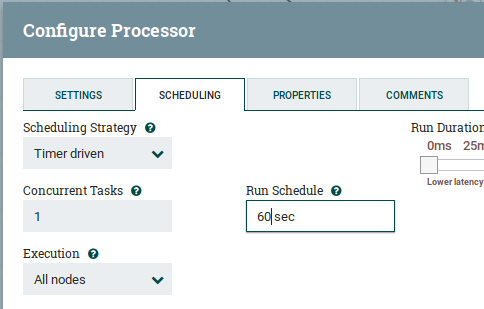 Configure Processor
SETTINGS SCHEDULING PROPERTIES COMMENTS
Scheduling Strategy Run Duration
Timer driven 0ms
Lower latency
Concurrent Tasks Run Schedule
1 60 sec
Execution
All nodes